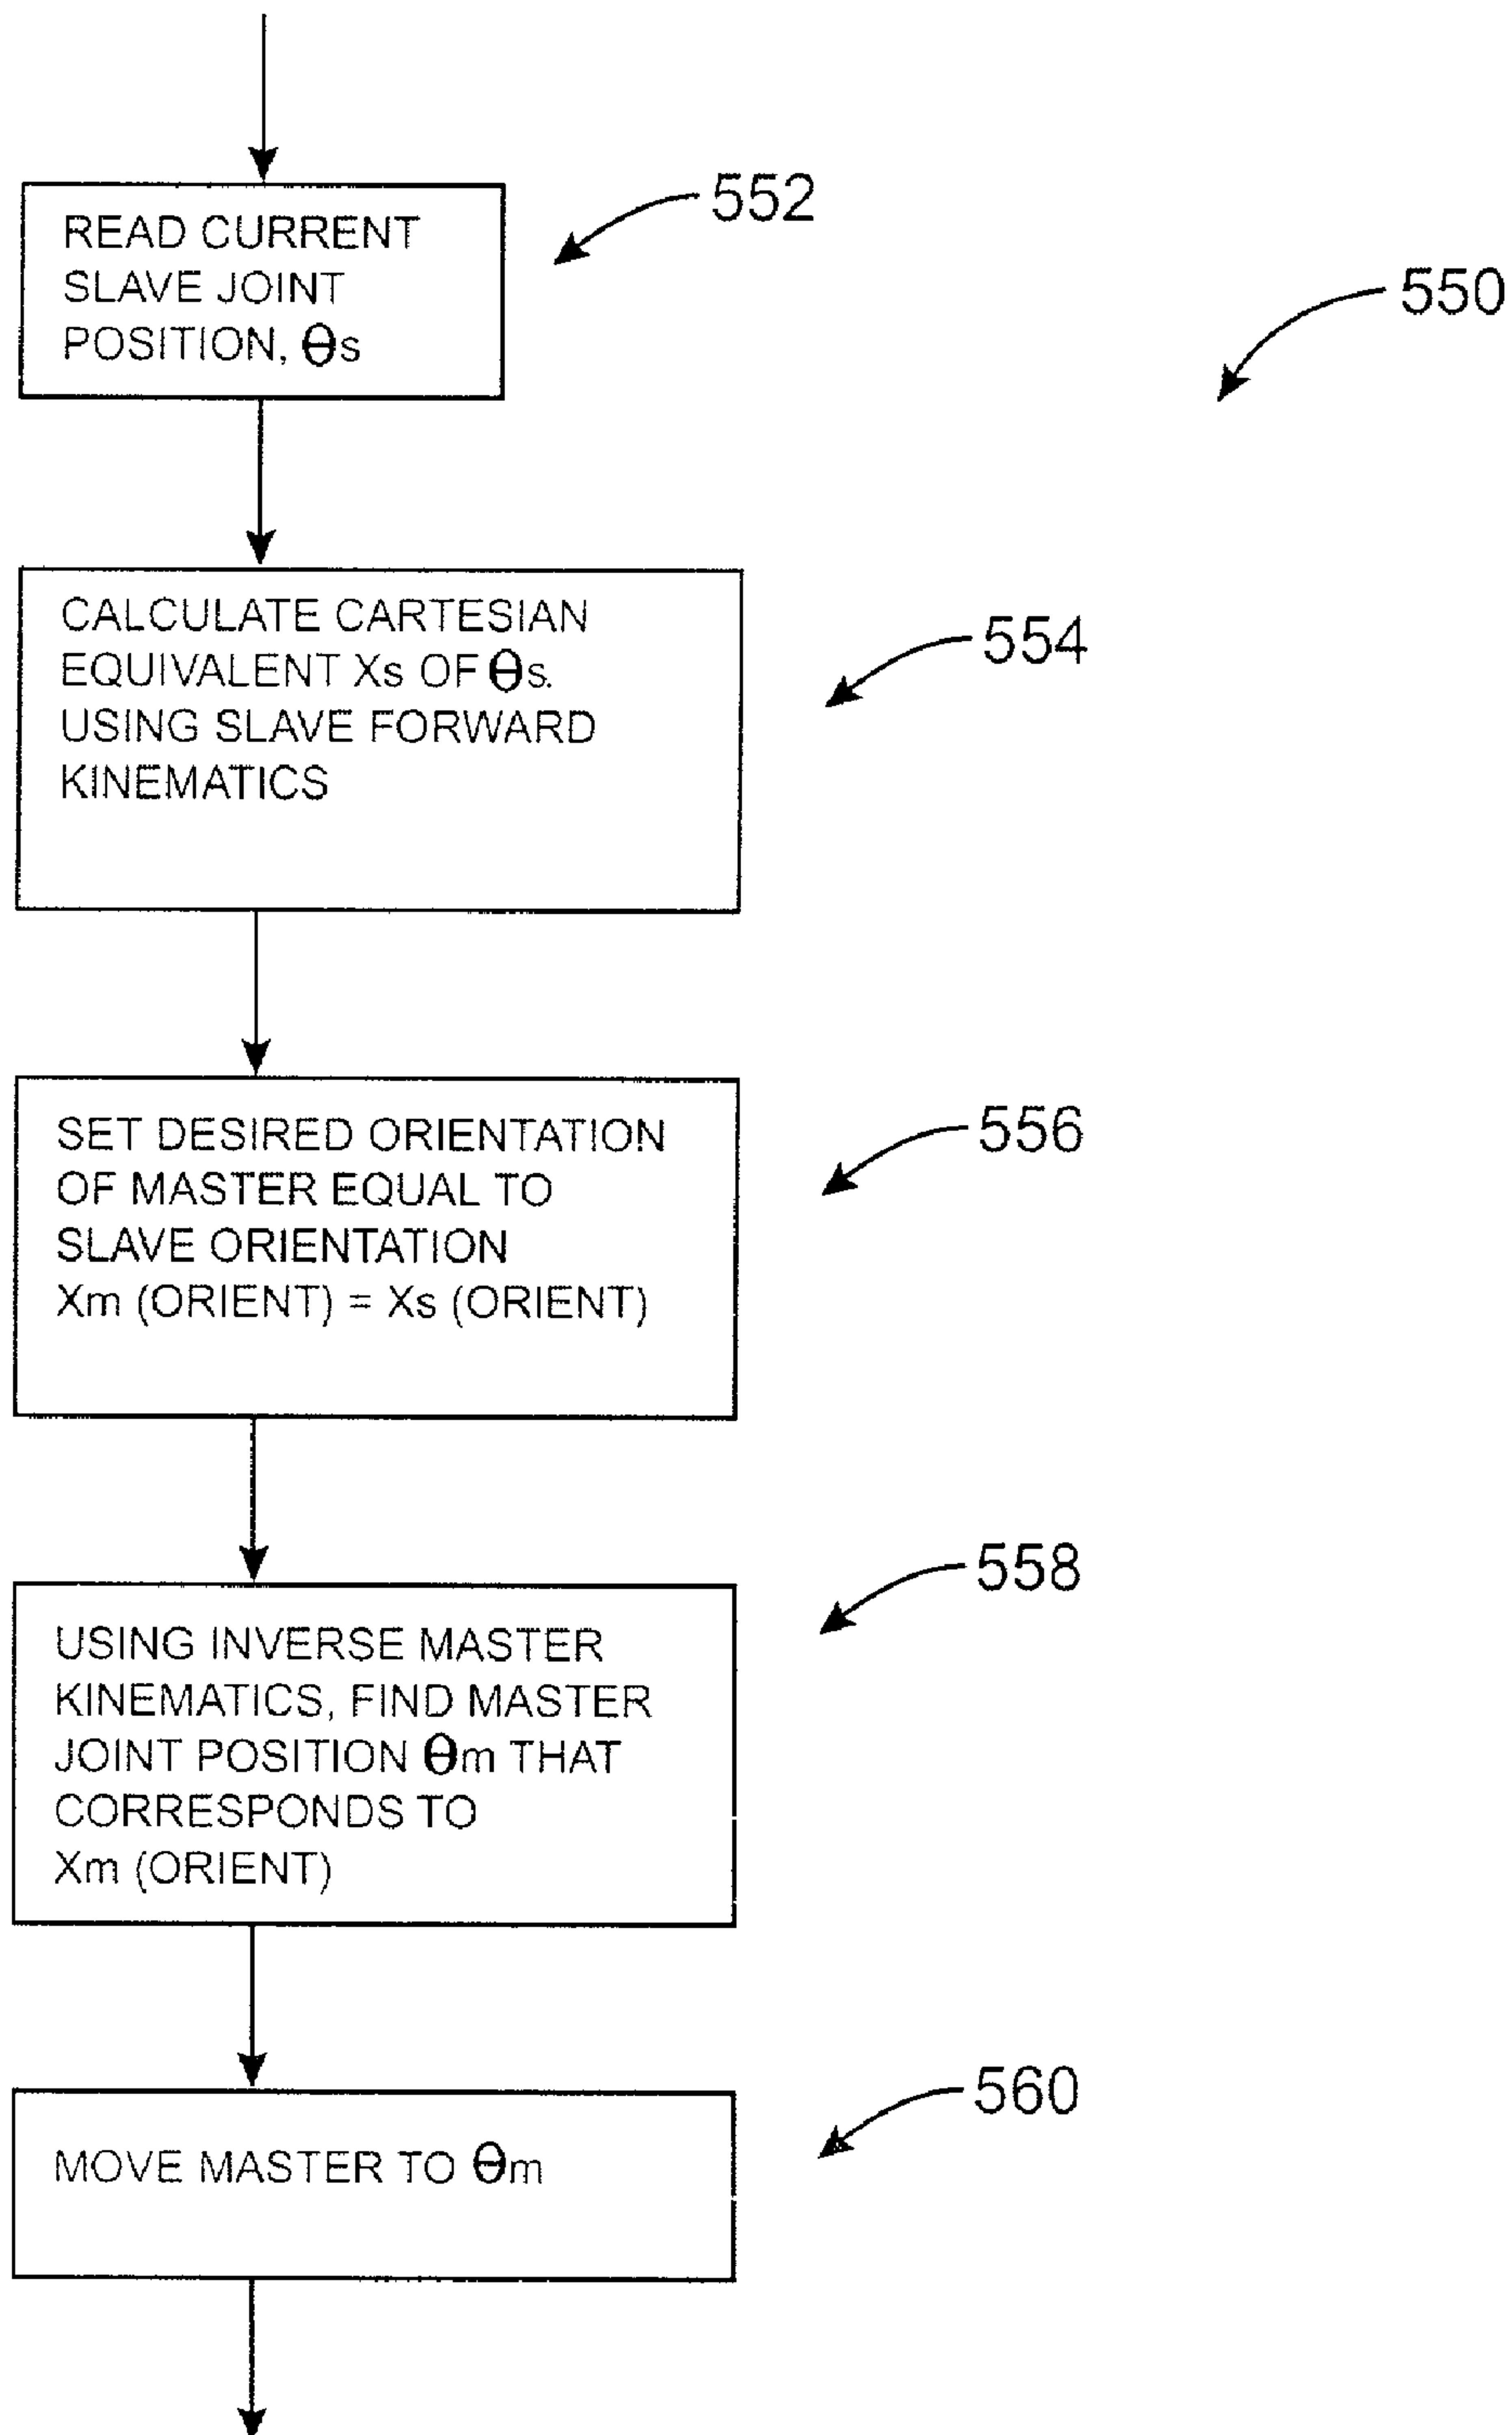 READ CURRENT
SLAVE JOINT
POSITION, θs
552
550
CALCULATE CARTESIAN
EQUIVALENT Xs OF θs.
USING SLAVE FORWARD
KINEMATICS
554
SET DESIRED ORIENTATION
OF MASTER EQUAL TO
SLAVE ORIENTATION
Xm (ORIENT) = Xs (ORIENT)
556
USING INVERSE MASTER
KINEMATICS, FIND MASTER
JOINT POSITION θm THAT
CORRESPONDS TO
Xm (ORIENT)
558
MOVE MASTER TO θm
560